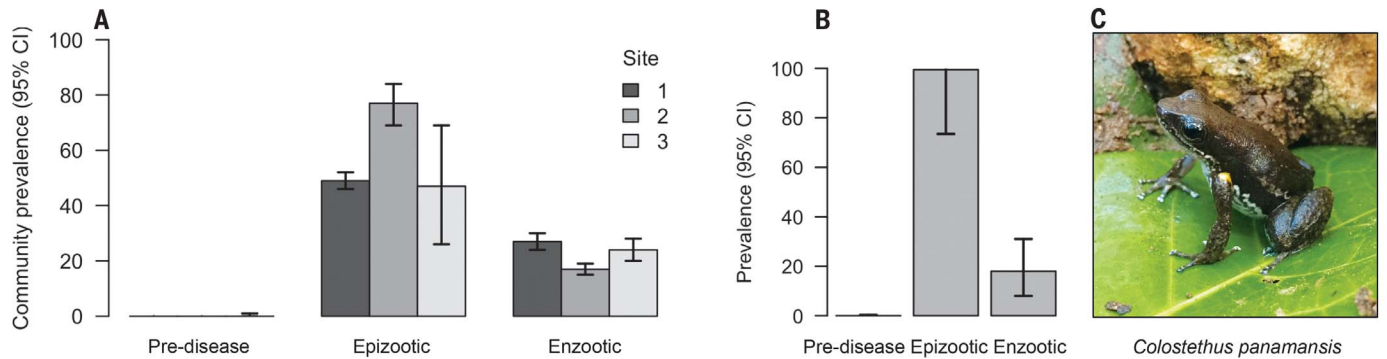 A
Community prevalence (95% CI)
100
80
60
40
20
0
Pre-disease
Epizootic
Enzootic
Site
1
2
3
B
Prevalence (95% CI)
100
80
60
40
20
0
Pre-disease
Epizootic
Enzootic
C
Colostethus panamansis